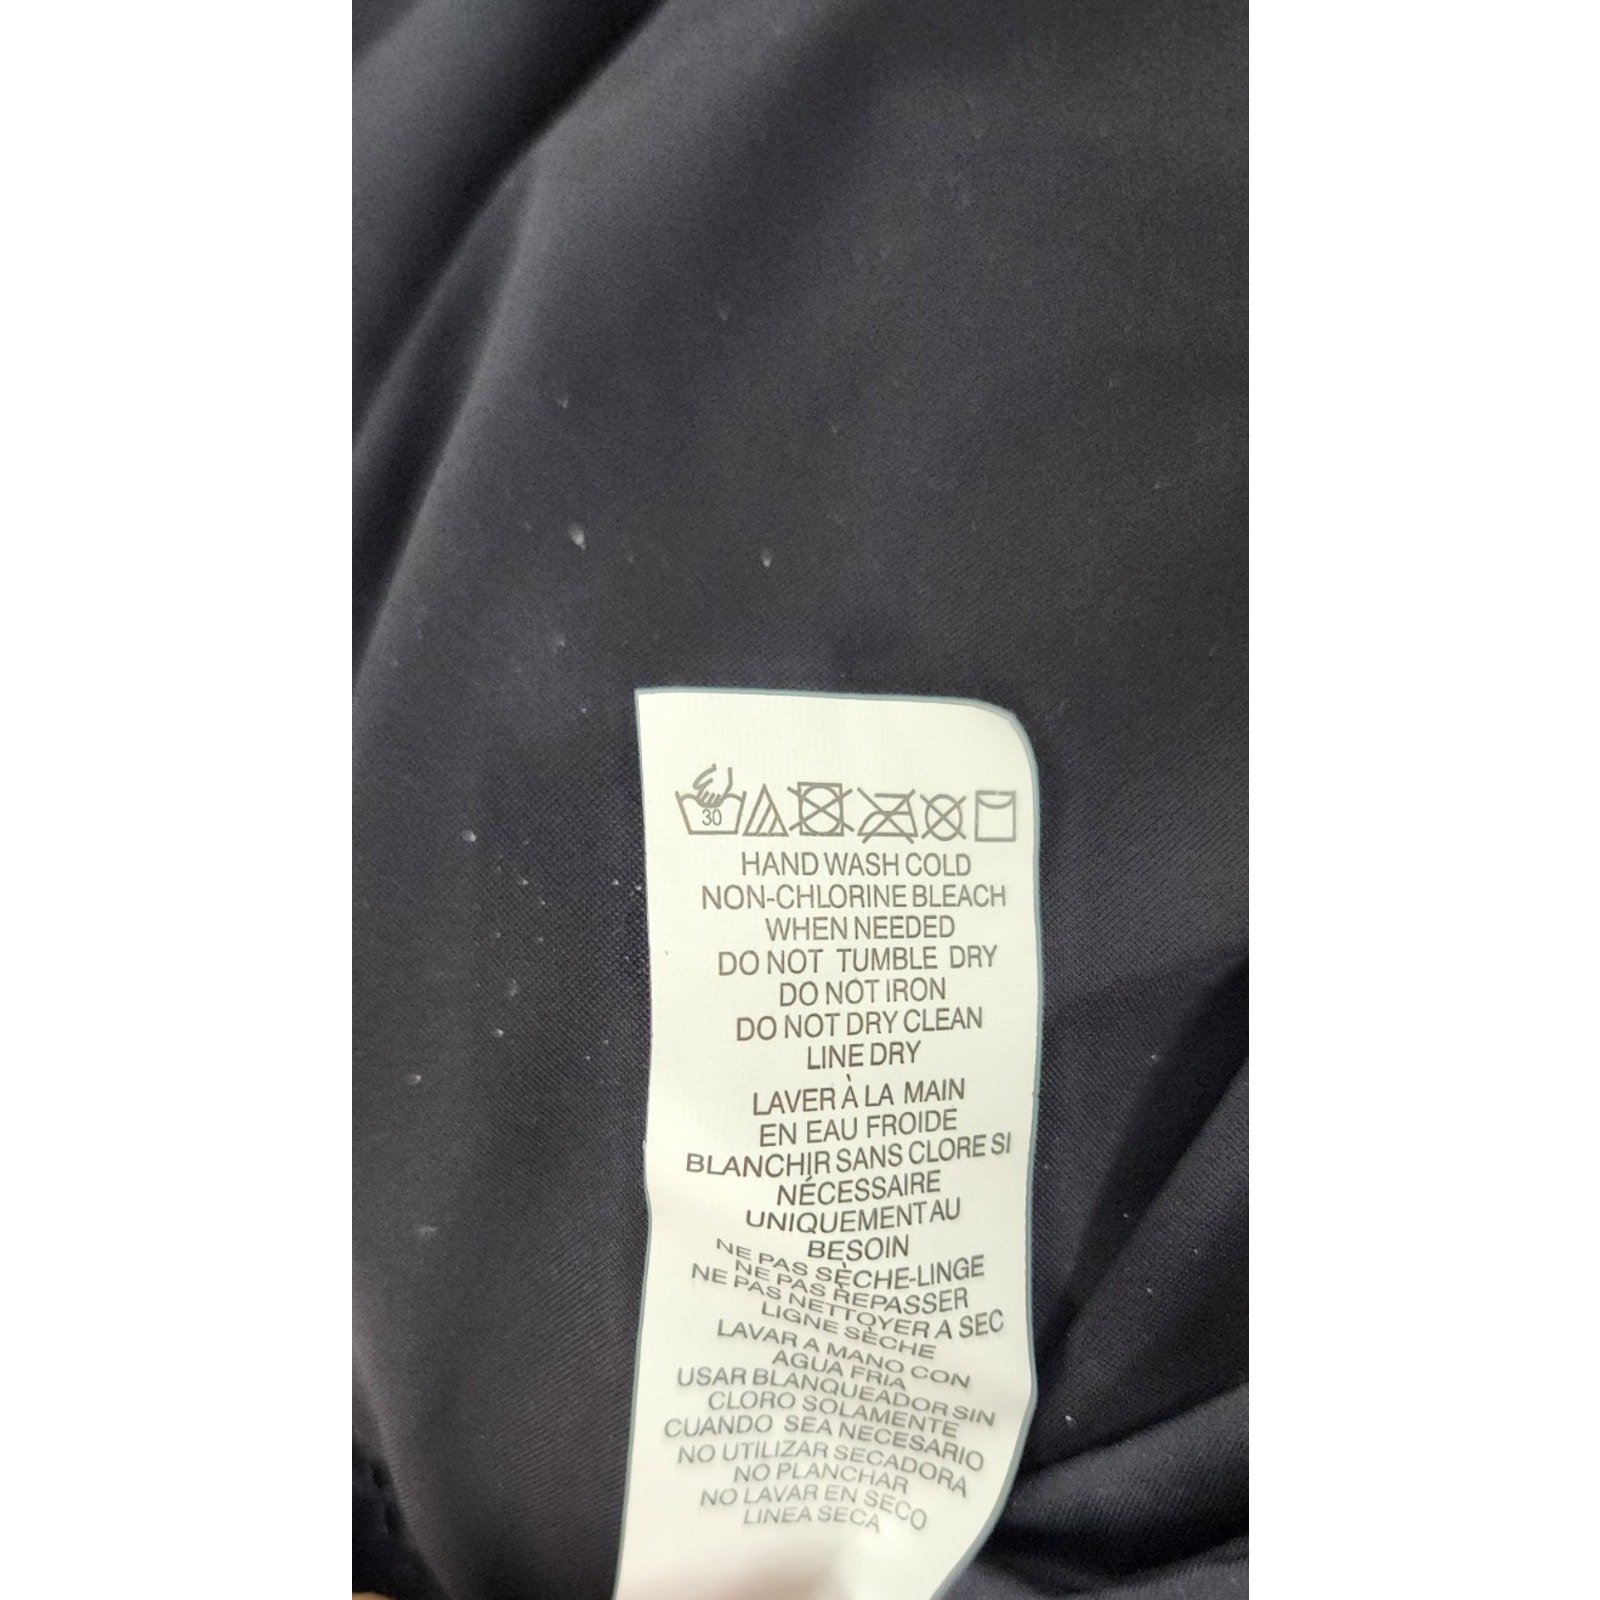 30
HAND WASH COLD
NON-CHLORINE BLEACH
WHEN NEEDED
DO NOT TUMBLE DRY
DO NOT IRON
DO NOT DRY CLEAN
LINE DRY
LAVER À LA MAIN
EN EAU FROIDE
BLANCHIR SANS CLORE SI
NÉCESSAIRE
UNIQUEMENT AU
BESOIN
NE PAS SÈCHE-LINGE
NE PAS REPASSER
NE PAS NETTOYER A SEC
LIGNE SÈCHE
LAVAR A MANO CON
AGUA FRIA
USAR BLANQUEADOR SIN
CLORO SOLAMENTE
CUANDO SEA NECESARIO
NO UTILIZAR SECADORA
NO PLANCHAR
NO LAVAR EN SECO
LINEA SECA